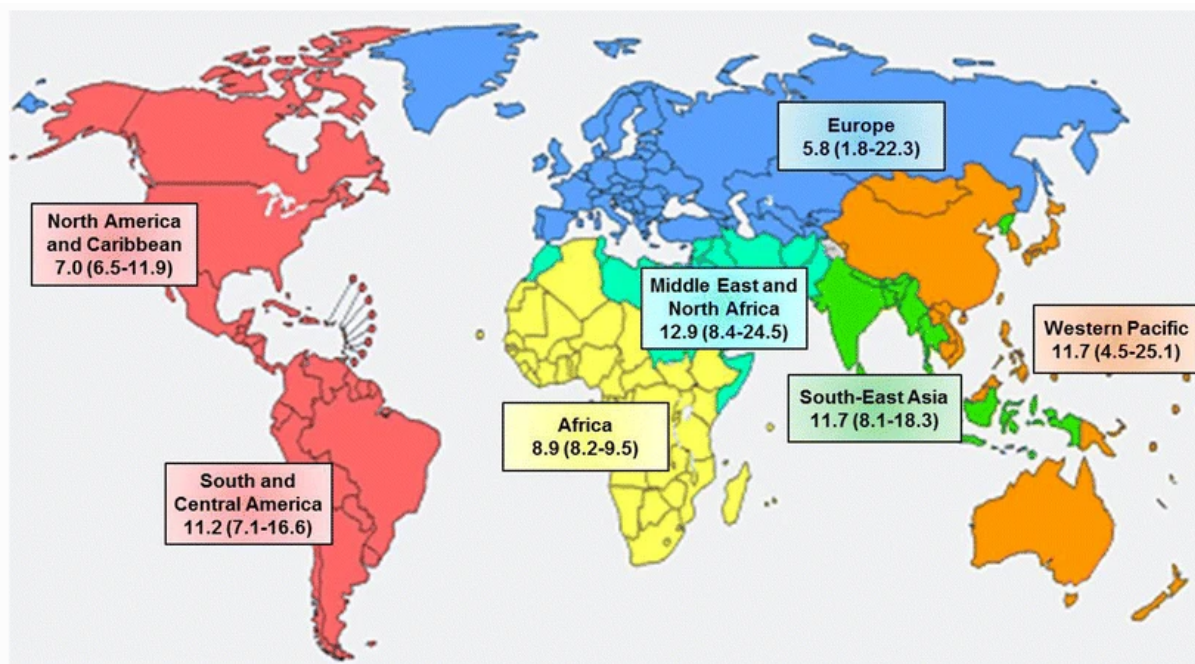 Europe
5.8 (1.8-22.3)
North America
and Caribbean
7.0 (6.5-11.9)
Middle East and
North Africa
12.9 (8.4-24.5)
Western Pacific
11.7 (4.5-25.1)
South-East Asia
11.7 (8.1-18.3)
Africa
8.9 (8.2-9.5)
South and
Central America
11.2 (7.1-16.6)